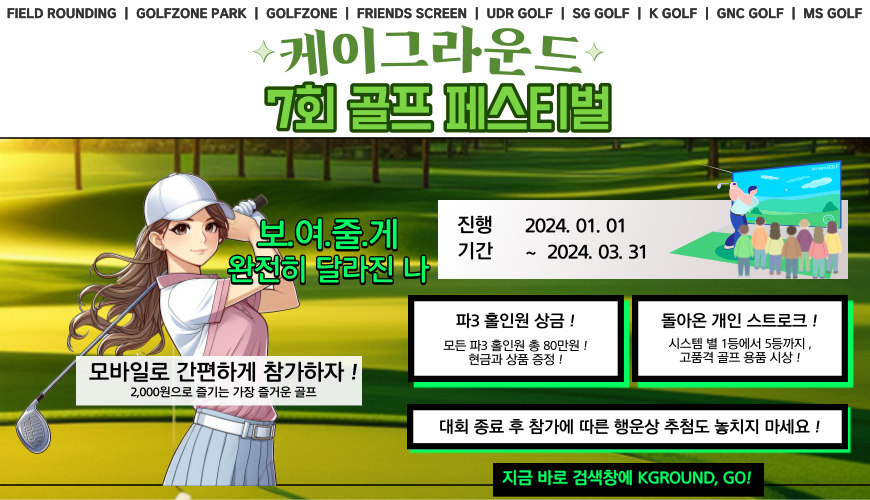 FIELD ROUNDING | GOLFZONE PARK | GOLFZONE | FRIENDS SCREEN | UDR GOLF | SG GOLF | K GOLF | GNC GOLF | MS GOLF
케이그라운드
7회 골프 페스티벌
보.여.줄.게
완전히 달라진 나
진행 2024. 01. 01
기간 ~ 2024. 03. 31
파3 홀인원 상금 !
모든 파3 홀인원 총 80만원 !
현금과 상품 증정 !
돌아온 개인 스트로크 !
시스템 별 1등에서 5등까지 ,
고품격 골프 용품 시상 !
모바일로 간편하게 참가하자 !
2,000원으로 즐기는 가장 즐거운 골프
대회 종료 후 참가에 따른 행운상 추첨도 놓치지 마세요 !
지금 바로 검색창에 KGROUND, GO!